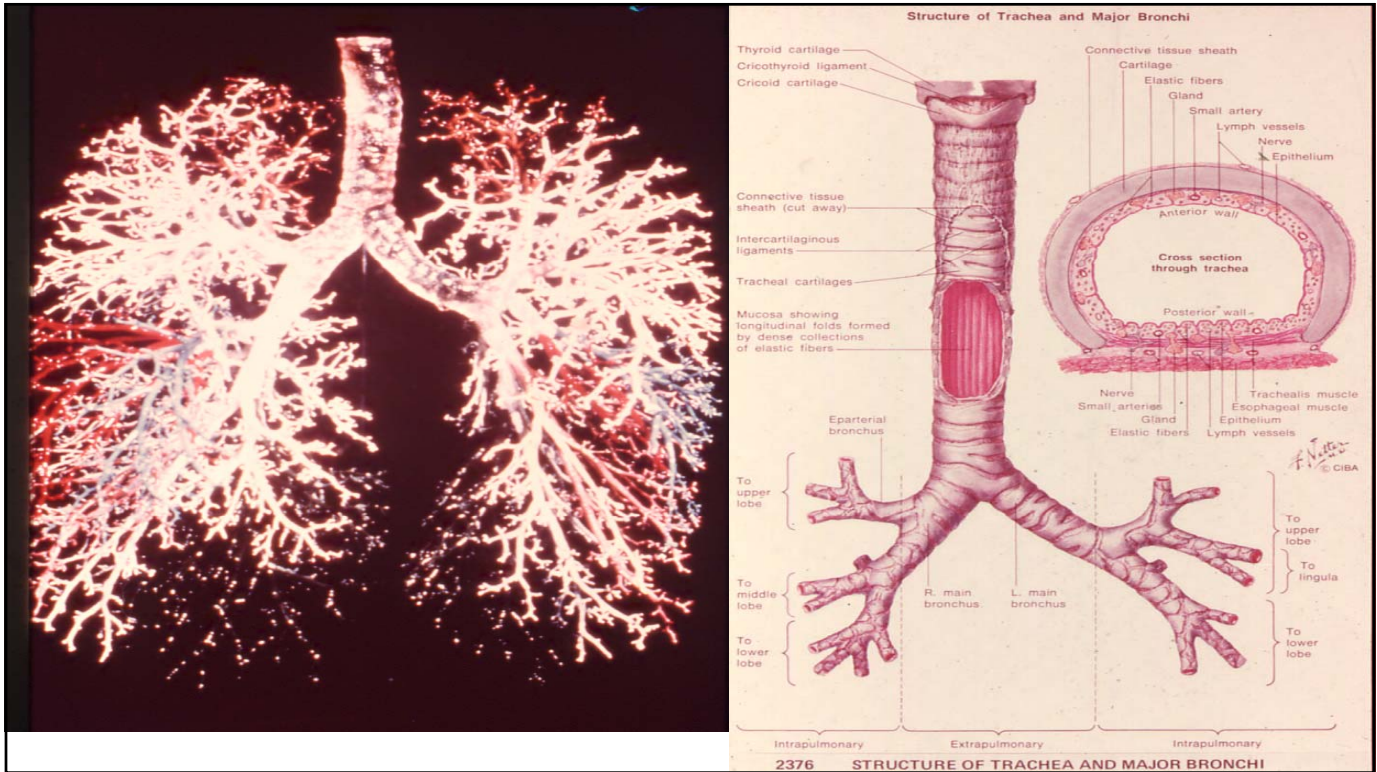 Structure of Trachea and Major Bronchi
Thyroid cartilage
Cricothyroid ligament
Cricoid cartilage
Connective tissue
sheath (cut away)
Intercartilaginous
ligaments
Tracheal cartilages
Mucosa showing
longitudinal folds formed
by dense collections
of elastic fibers
Connective tissue sheath
Cartilage
Elastic fibers
Gland
Small artery
Lymph vessels
Nerve
Epithelium
Anterior wall
Cross section
through trachea
Posterior wall
Nerve
Small arteries
Gland
Elastic fibers
Trachealis muscle
Esophageal muscle
Epithelium
Lymph vessels
F. Netter
© CIBA
Eparterial
bronchus
To
upper
lobe
To
middle
lobe
To
lower
lobe
R. main
bronchus
L. main
bronchus
To
upper
lobe
To
lingula
To
lower
lobe
Intrapulmonary
Extrapulmonary
Intrapulmonary
2376 STRUCTURE OF TRACHEA AND MAJOR BRONCHI